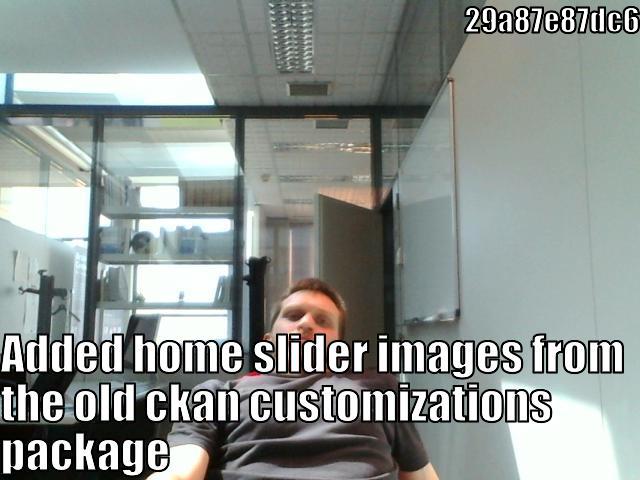 29a87e87dc6
Added home slider images from
the old ckan customizations
package